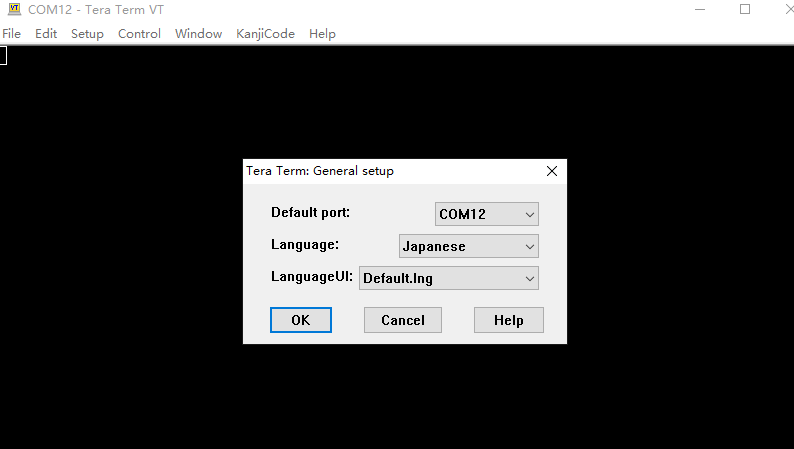 COM12 - Tera Term VT
File Edit Setup Control Window KanjiCode Help
Tera Term: General setup
Default port: COM12
Language: Japanese
LanguageUI: Default.lng
OK Cancel Help